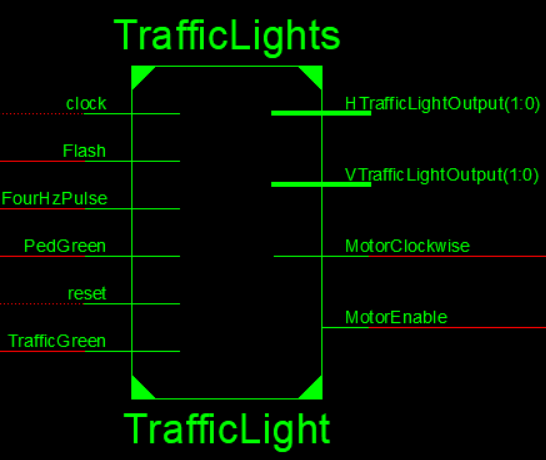 TrafficLights
clock
HTrafficLightOutput(1:0)
Flash
VTrafficLightOutput(1:0)
FourHzPulse
PedGreen
MotorClockwise
reset
MotorEnable
TrafficGreen
TrafficLight